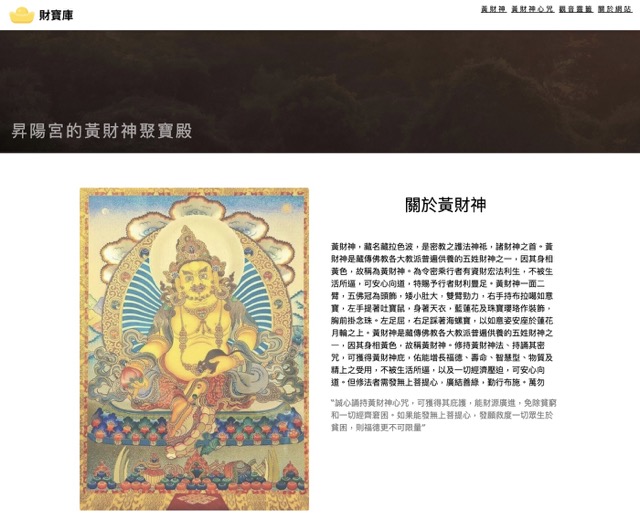 財寶庫
黃財神 黃財神心咒 觀音靈籤 關於網站
昇陽宮的黃財神聚寶殿
關於黃財神
黃財神，藏名藏拉色波，是密教之護法神祗，諸財神之首。黃
財神是藏傳佛教各大教派普遍供養的五姓財神之一，因其身相
黃色，故稱為黃財神。為令密乘行者有資財宏法利生，不被生
活所逼，可安心向道，特賜予行者財利豐足。黃財神一面二
臂，五佛冠為頭飾，矮小肚大，雙臂勁力，右手持布拉噶如意
寶，左手提著吐寶鼠，身著天衣，藍蓮花及珠寶瓔珞作裝飾，
胸前掛念珠。左足屈，右足踩著海螺寶，以如意姿安座於蓮花
月輪之上。黃財神是藏傳佛教各大教派普遍供養的五姓財神之
一，因其身相黃色，故稱黃財神。修持黃財神法、持誦其密
咒，可獲得黃財神庇，佑能增長福德、壽命、智慧型、物質及
精上之受用，不被生活所逼，以及一切經濟壓迫，可安心向
道。但修法者需發無上菩提心，廣結善緣，勤行布施。萬勿
“誠心誦持黃財神心咒，可獲得其庇護，能財源廣進，免除貧窮
和一切經齊窘困。如果能發無上菩提心，發願救度一切眾生於
貧困，則福德更不可限量”